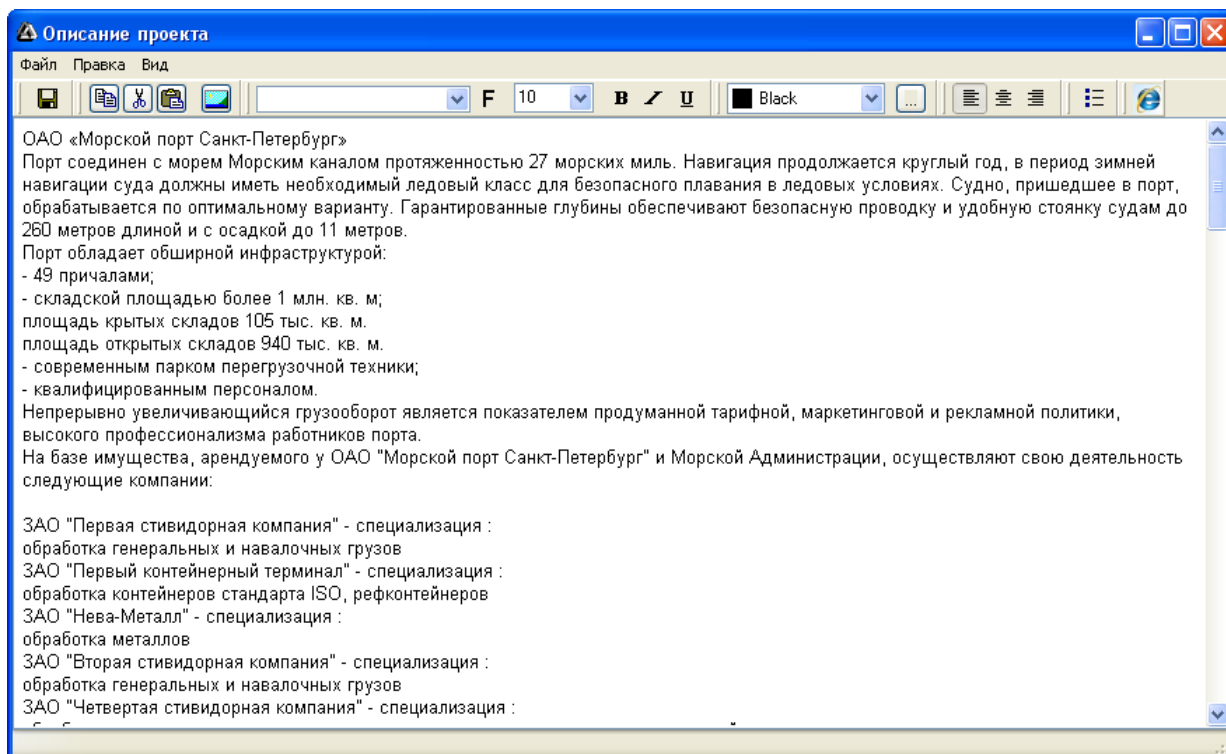 Описание проекта
Файл Правка Вид
F 10 B I U Black ...
ОАО «Морской порт Санкт-Петербург»
Порт соединен с морем Морским каналом протяженностью 27 морских миль. Навигация продолжается круглый год, в период зимней
навигации суда должны иметь необходимый ледовый класс для безопасного плавания в ледовых условиях. Судно, пришедшее в порт,
обрабатывается по оптимальному варианту. Гарантированные глубины обеспечивают безопасную проводку и удобную стоянку судам до
260 метров длиной и с осадкой до 11 метров.
Порт обладает обширной инфраструктурой:
- 49 причалами;
- складской площадью более 1 млн. кв. м;
площадь крытых складов 105 тыс. кв. м.
площадь открытых складов 940 тыс. кв. м.
- современным парком перегрузочной техники;
- квалифицированным персоналом.
Непрерывно увеличивающийся грузооборот является показателем продуманной тарифной, маркетинговой и рекламной политики,
высокого профессионализма работников порта.
На базе имущества, арендуемого у ОАО "Морской порт Санкт-Петербург" и Морской Администрации, осуществляют свою деятельность
следующие компании:
ЗАО "Первая стивидорная компания" - специализация :
обработка генеральных и навалочных грузов
ЗАО "Первый контейнерный терминал" - специализация :
обработка контейнеров стандарта ISO, рефконтейнеров
ЗАО "Нева-Металл" - специализация :
обработка металлов
ЗАО "Вторая стивидорная компания" - специализация :
обработка генеральных и навалочных грузов
ЗАО "Четвертая стивидорная компания" - специализация :